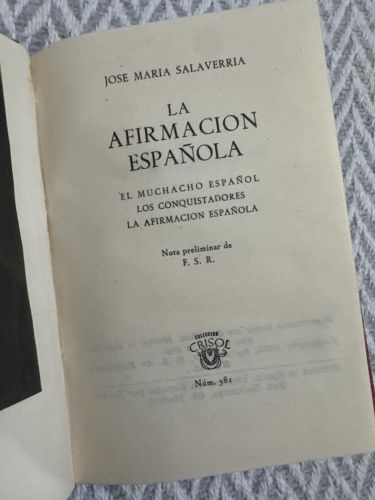 JOSE MARIA SALAVERRIA
LA
AFIRMACION
ESPAÑOLA
EL MUCHACHO ESPAÑOL
LOS CONQUISTADORES
LA AFIRMACION ESPAÑOLA
Nota preliminar de
F. S. R.
COLECCION
CRISOL
Núm. 381